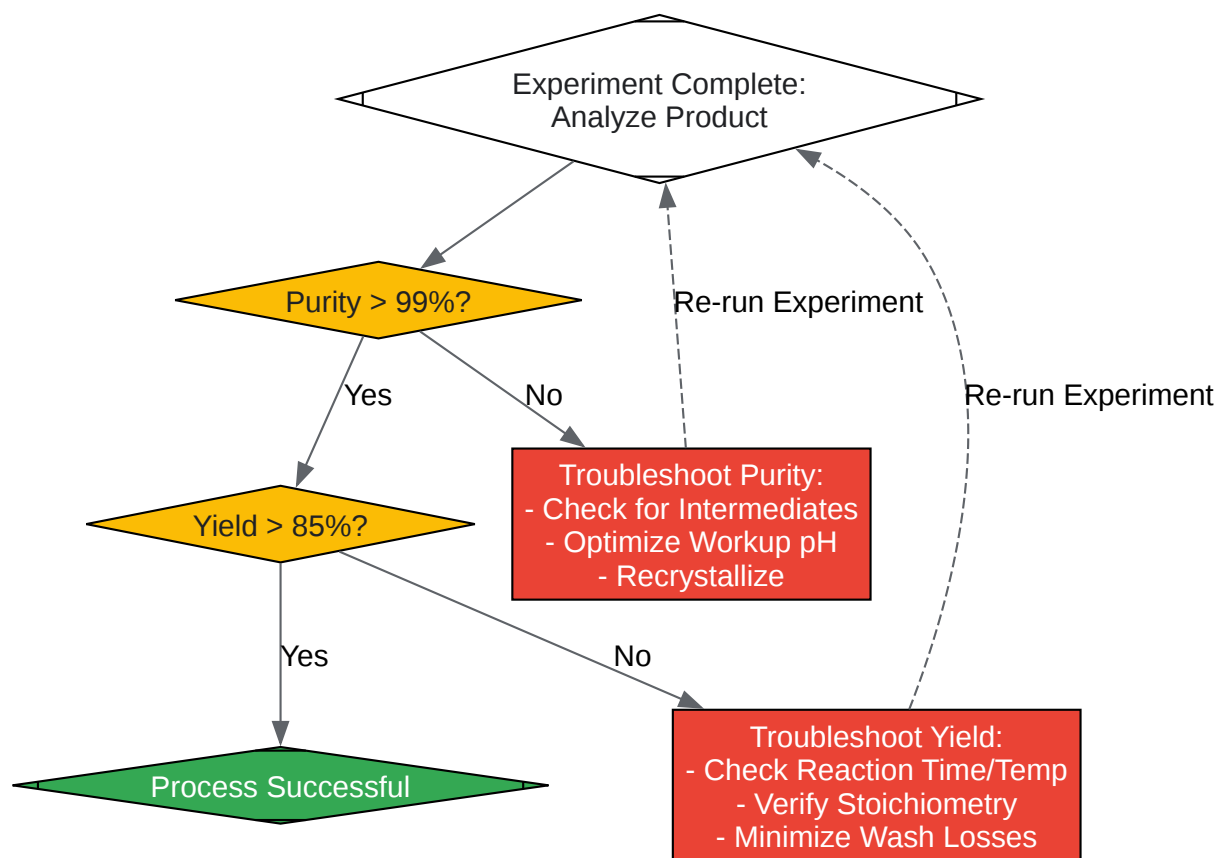 Experiment Complete:
Analyze Product
Purity > 99%?
Re-run Experiment
Yes
No
Re-run Experiment
Troubleshoot Purity:
- Check for Intermediates
- Optimize Workup pH
- Recrystallize
Yield > 85%?
Yes
No
Troubleshoot Yield:
- Check Reaction Time/Temp
- Verify Stoichiometry
- Minimize Wash Losses
Process Successful